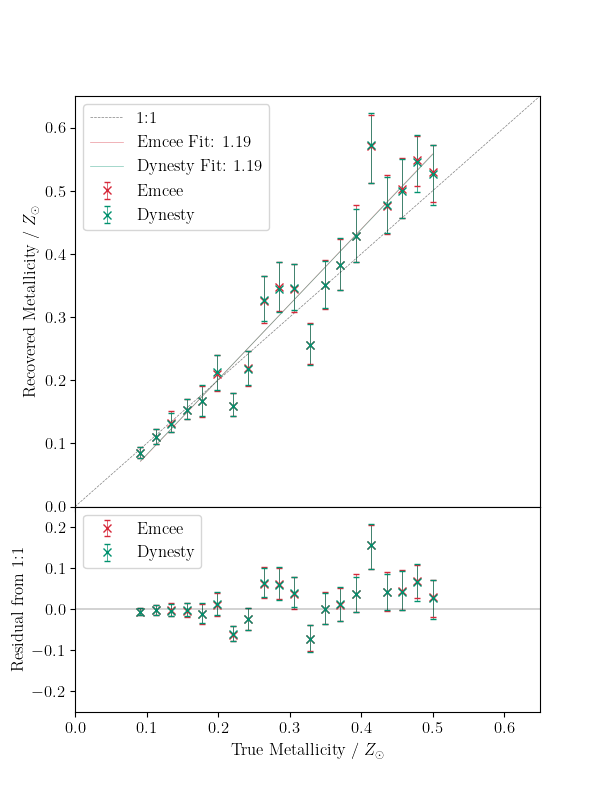 1:1
Emcee Fit: 1.19
Dynesty Fit: 1.19
Emcee
Dynesty
Recovered Metallicity / Z⊙
0.6
0.5
0.4
0.3
0.2
0.1
0.0
Emcee
Dynesty
Residual from 1:1
0.2
0.1
0.0
−0.1
−0.2
0.0 0.1 0.2 0.3 0.4 0.5 0.6
True Metallicity / Z⊙